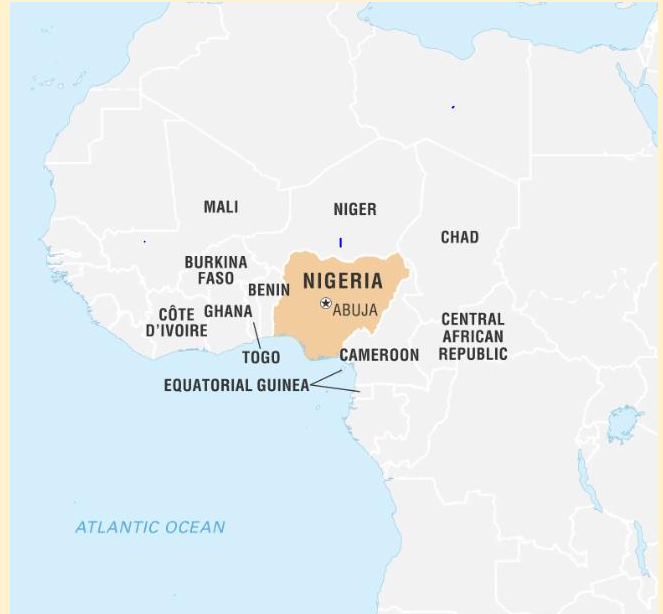 MALI
NIGER
CHAD
BURKINA
FASO
BENIN
NIGERIA
ABUJA
CÔTE
D'IVOIRE
GHANA
TOGO
CAMEROON
CENTRAL
AFRICAN
REPUBLIC
EQUATORIAL GUINEA
ATLANTIC OCEAN